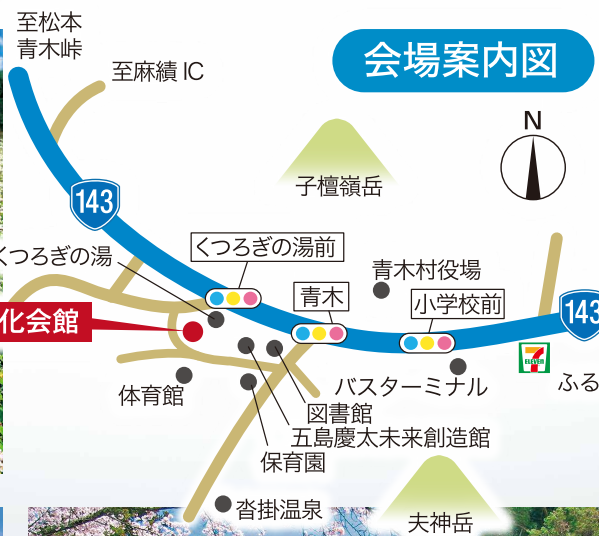 至松本
青木峠
至麻績 IC
会場案内図
N
子檀嶺岳
143
くつろぎの湯
くつろぎの湯前
青木村役場
青木
小学校前
143
化会館
7
ELEVEN
ふる
体育館
バスターミナル
図書館
五島慶太未来創造館
保育園
沓掛温泉
夫神岳